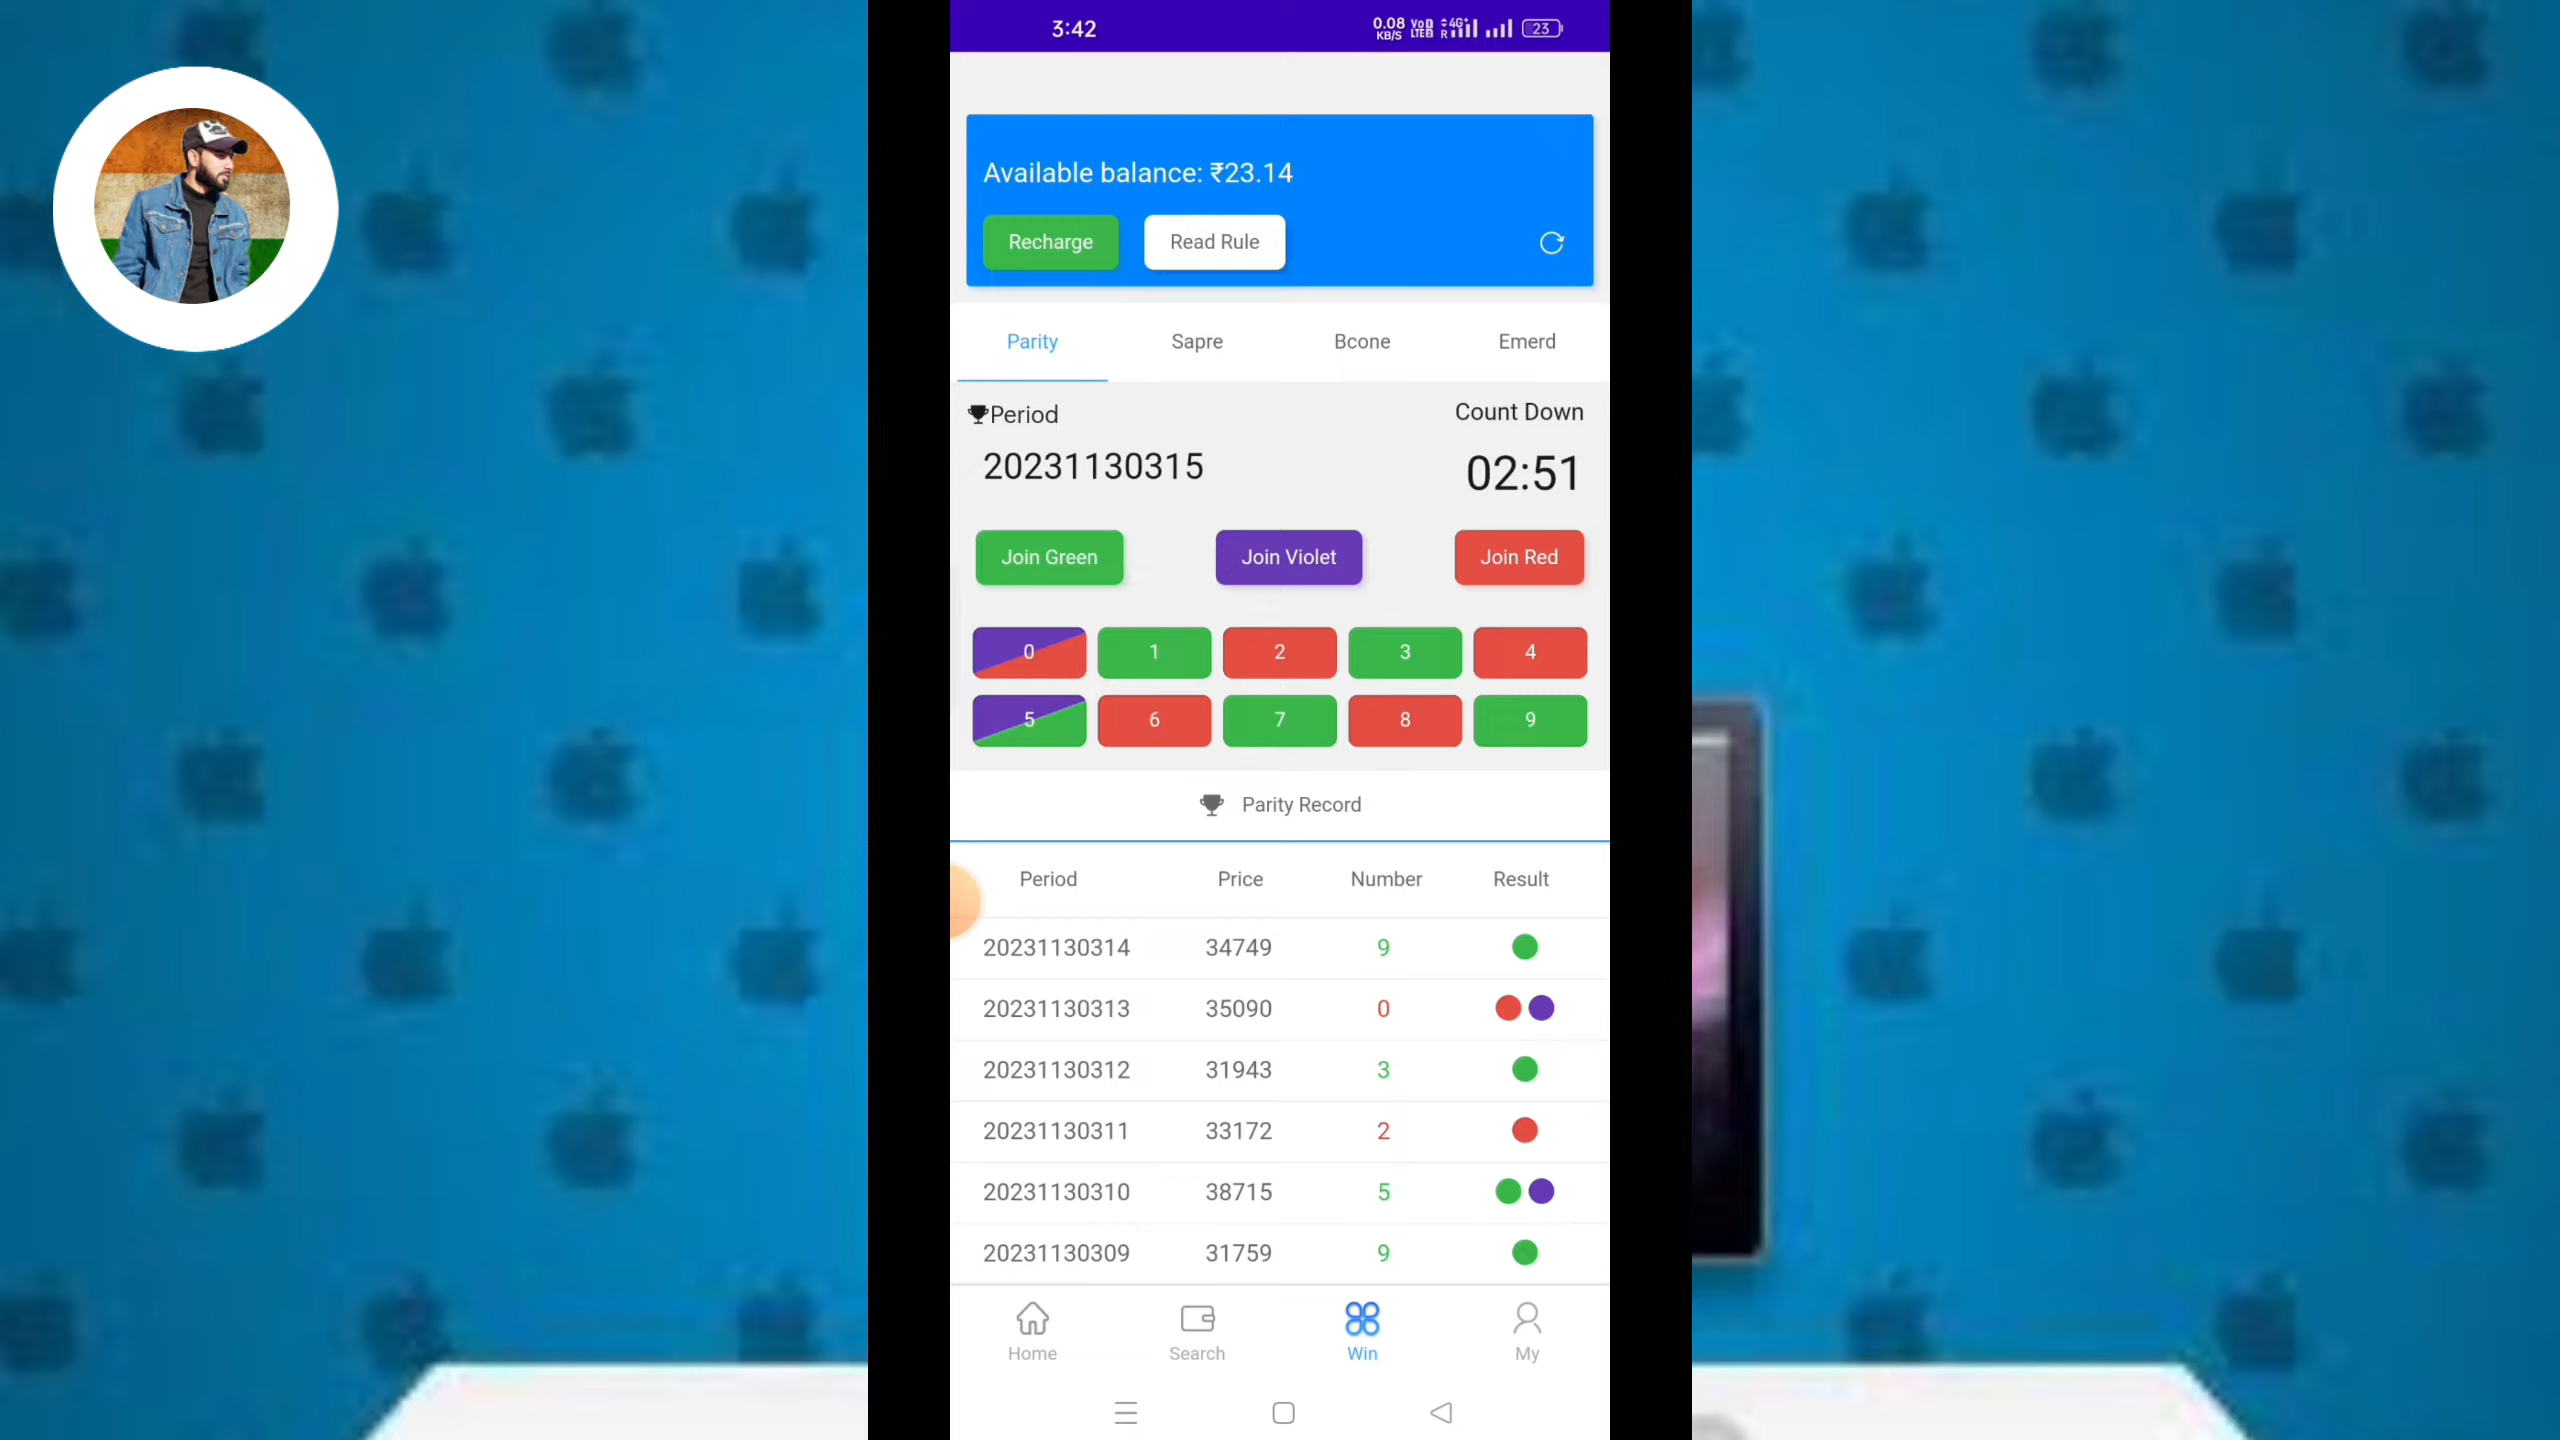 3:42
0.08 KB/S VoD LTE 4G+ R 23
Available balance: ₹23.14
Recharge
Read Rule
Parity Sapre Bcone Emerd
Period Count Down
20231130315 02:51
Join Green Join Violet Join Red
0 1 2 3 4
5 6 7 8 9
Parity Record
Period Price Number Result
20231130314 34749 9
20231130313 35090 0
20231130312 31943 3
20231130311 33172 2
20231130310 38715 5
20231130309 31759 9
Home Search Win My